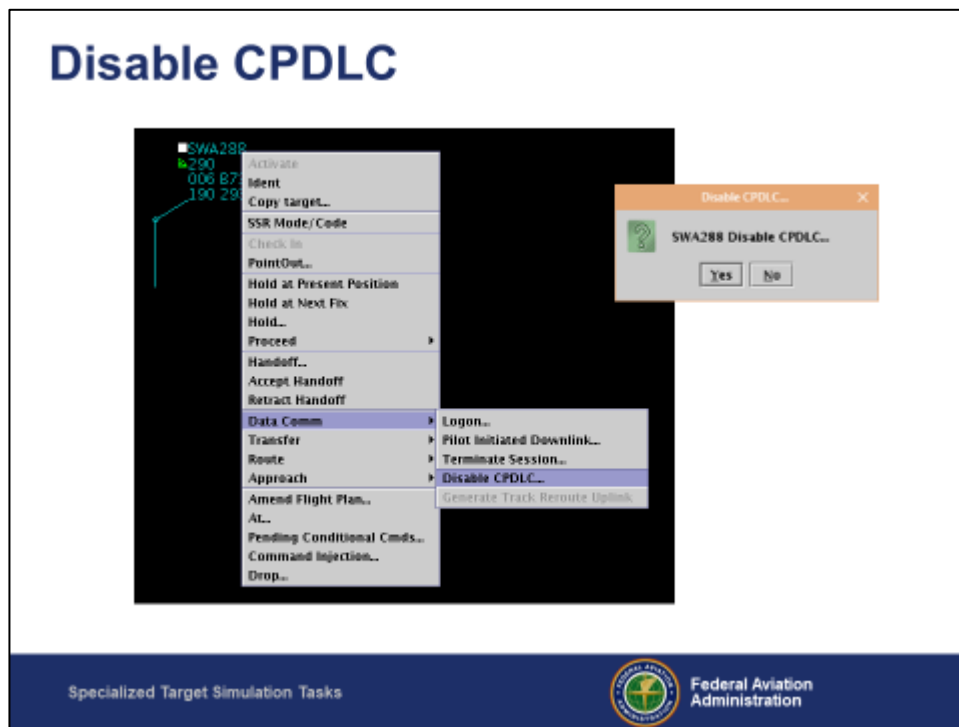 Disable CPDLC
SWA288
290
006 B73
190 29
Activate
Ident
Copy target...
SSR Mode/Code
Check In
PointOut...
Hold at Present Position
Hold at Next Fix
Hold...
Proceed
Handoff...
Accept Handoff
Retract Handoff
Data Comm
Transfer
Route
Approach
Amend Flight Plan...
At...
Pending Conditional Cmds...
Command Injection...
Drop...
Logon...
Pilot Initiated Downlink...
Terminate Session...
Disable CPDLC...
Generate Track Reroute Uplink
Disable CPDLC...
SWA288 Disable CPDLC...
Yes No
Specialized Target Simulation Tasks
Federal Aviation
Administration